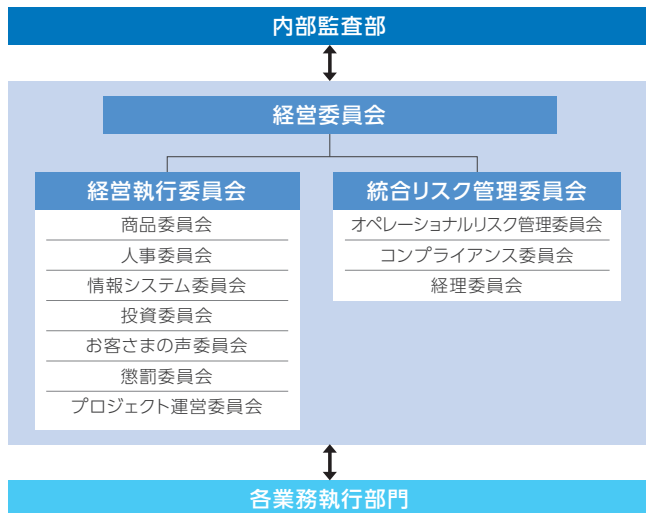 内部監査部
経営委員会
経営執行委員会
商品委員会
人事委員会
情報システム委員会
投資委員会
お客さまの声委員会
懲罰委員会
プロジェクト運営委員会
統合リスク管理委員会
オペレーショナルリスク管理委員会
コンプライアンス委員会
経理委員会
各業務執行部門